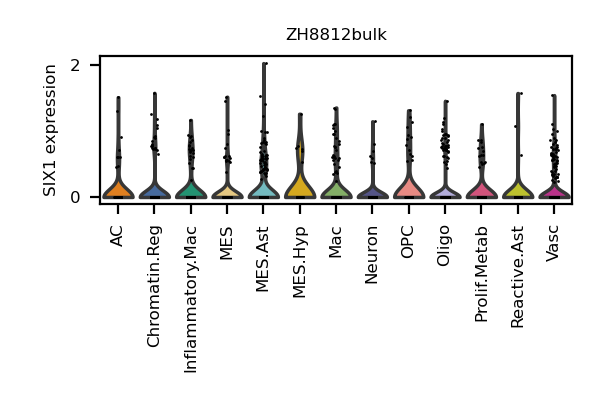 ZH8812bulk
SIX1 expression
2
0
AC
Chromatin.Reg
Inflammatory.Mac
MES
MES.Ast
MES.Hyp
Mac
Neuron
OPC
Oligo
Prolif.Metab
Reactive.Ast
Vasc